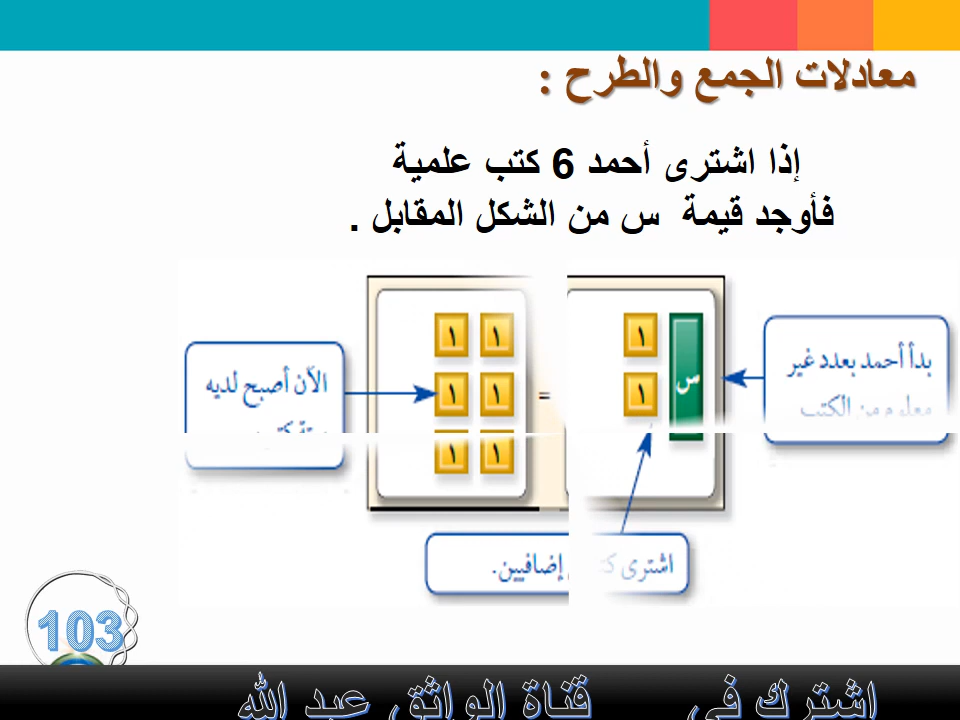 معادلات الجمع والطرح :
إذا اشترى أحمد 6 كتب علمية
فأوجد قيمة س من الشكل المقابل .
بدأ أحمد بعدد غير
من الكتب
س
١
١
=
١ ١
١ ١
١ ١
الآن أصبح لديه
اشترى
إضافيين.
103
اشترك في قناة الواثق عبد الله